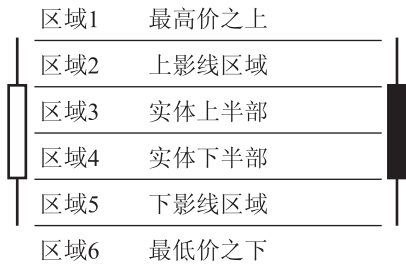 区域1 最高价之上
区域2 上影线区域
区域3 实体上半部
区域4 实体下半部
区域5 下影线区域
区域6 最低价之下